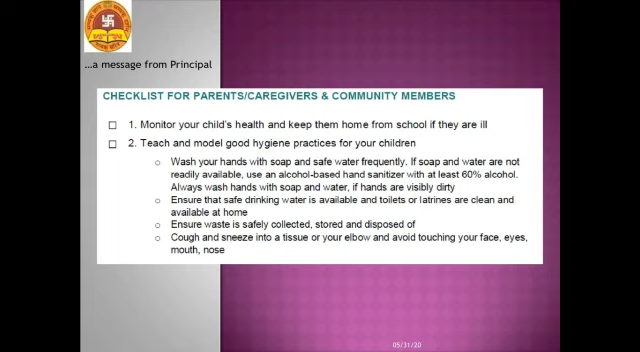 ...a message from Principal
CHECKLIST FOR PARENTS/CAREGIVERS & COMMUNITY MEMBERS
1. Monitor your child's health and keep them home from school if they are ill
2. Teach and model good hygiene practices for your children
o Wash your hands with soap and safe water frequently. If soap and water are not
readily available, use an alcohol-based hand sanitizer with at least 60% alcohol.
Always wash hands with soap and water, if hands are visibly dirty
o Ensure that safe drinking water is available and toilets or latrines are clean and
available at home
o Ensure waste is safely collected, stored and disposed of
o Cough and sneeze into a tissue or your elbow and avoid touching your face, eyes,
mouth, nose
05/31/20